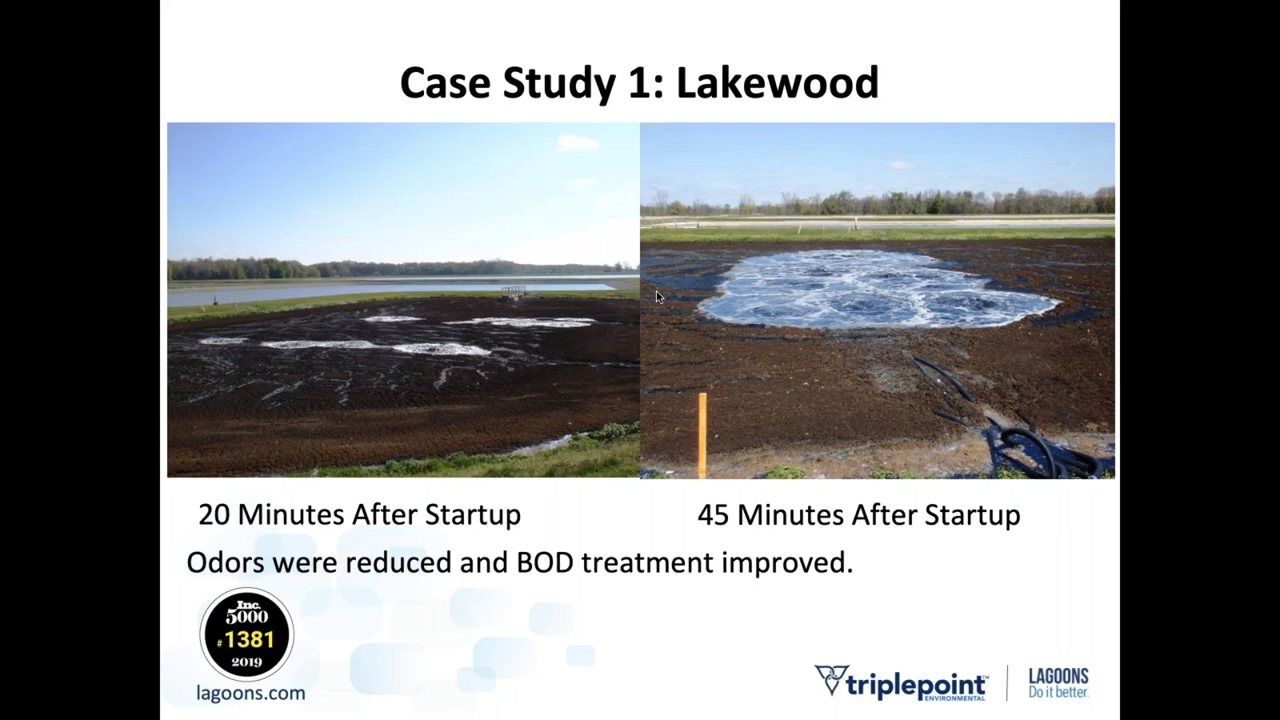 Case Study 1: Lakewood
20 Minutes After Startup
45 Minutes After Startup
Odors were reduced and BOD treatment improved.
Inc.
5000
#1381
2019
lagoons.com
triplepoint™
ENVIRONMENTAL
LAGOONS
Do it better.